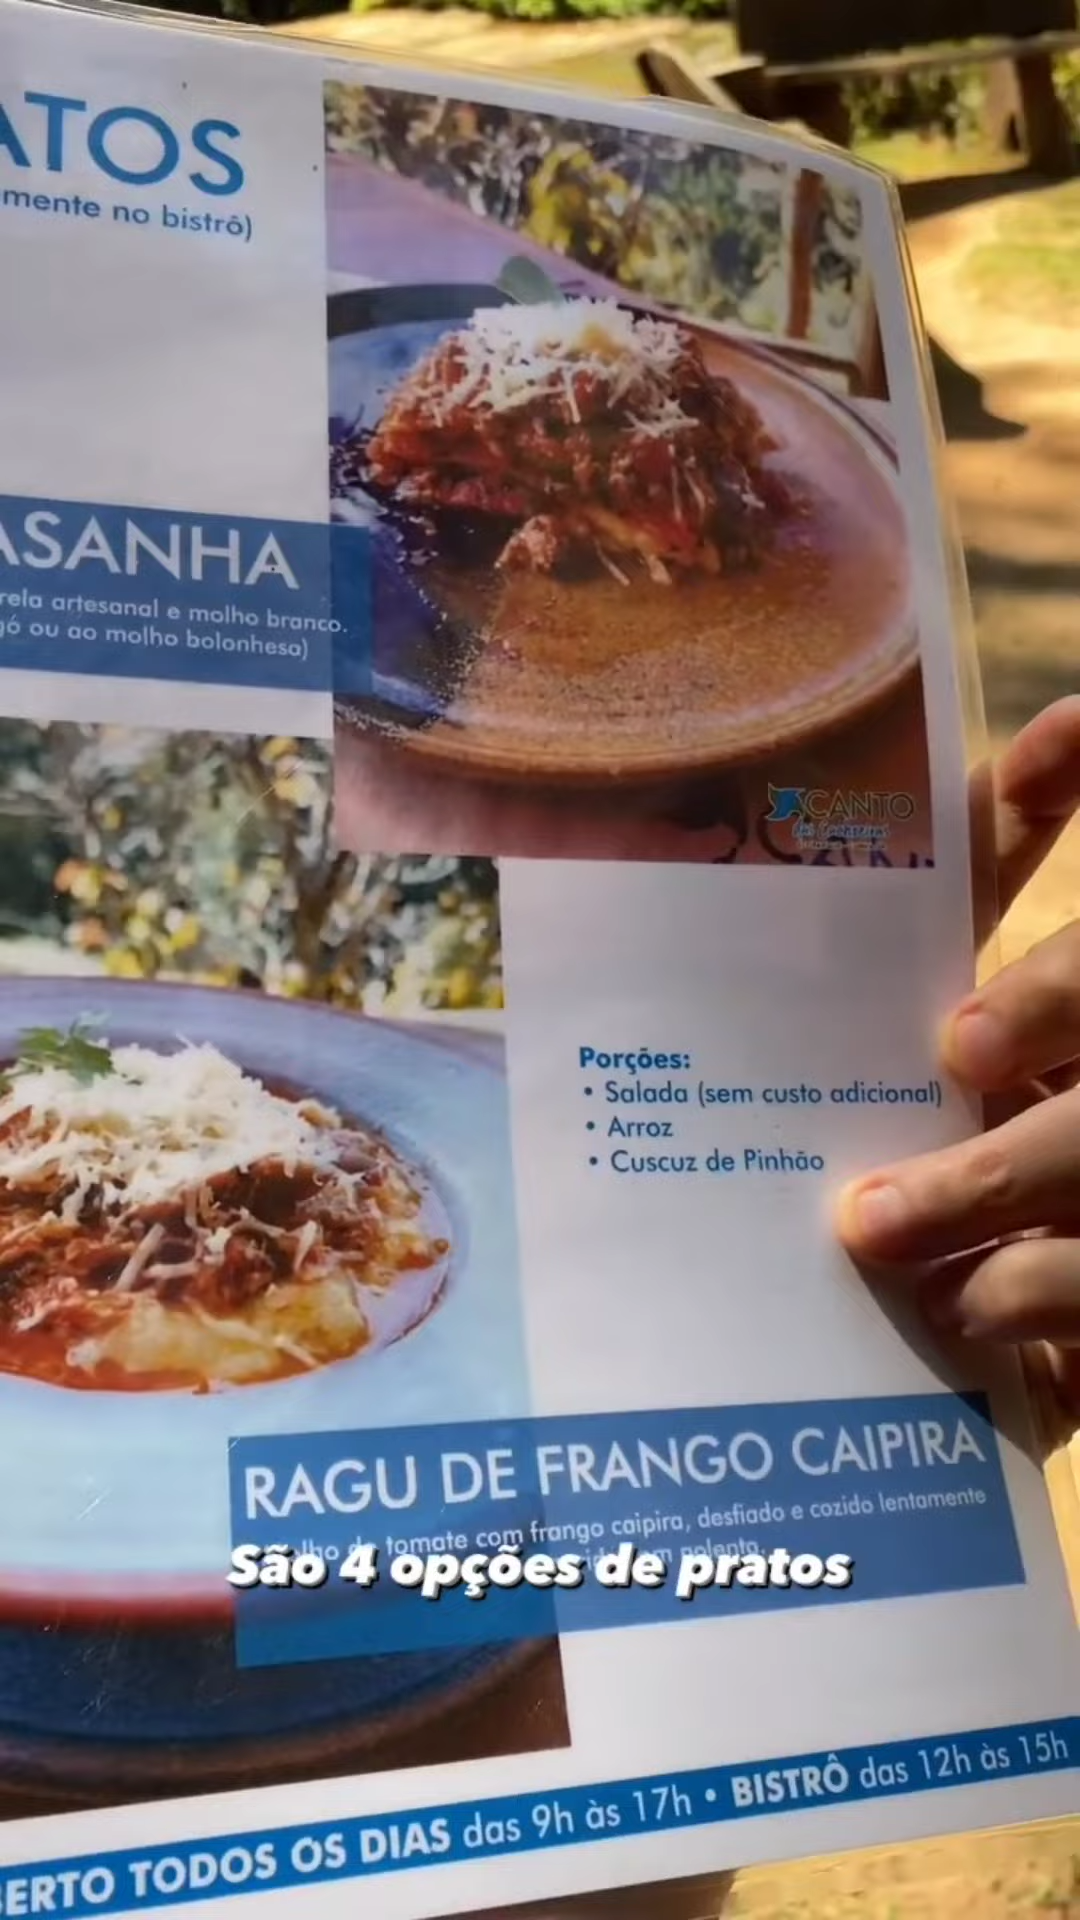 ATOS
mente no bistrô)
ASANHA
rela artesanal e molho branco.
gó ou ao molho bolonhesa)
ACANTO
Porções:
• Salada (sem custo adicional)
• Arroz
• Cuscuz de Pinhão
RAGU DE FRANGO CAIPIRA
tomate com frango caipira, desfiado e cozido lentamente
polenta.
São 4 opções de pratos
BERTO TODOS OS DIAS das 9h às 17h • BISTRÔ das 12h às 15h